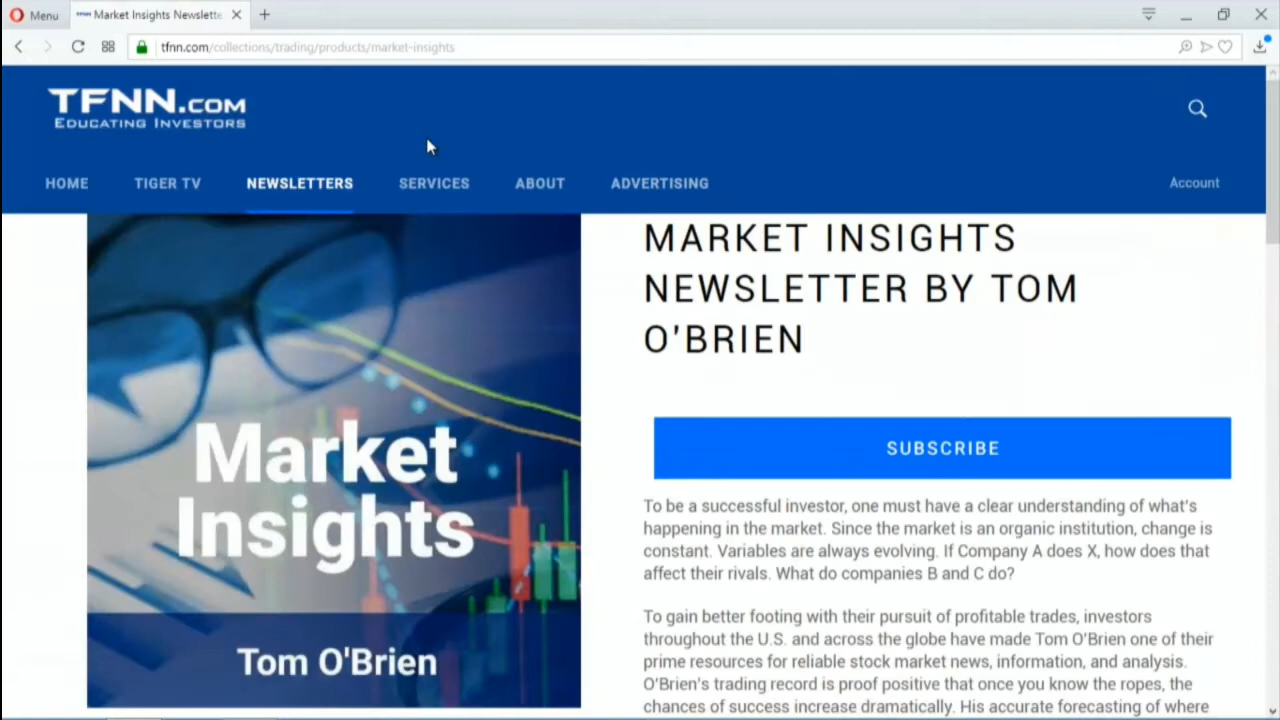 Menu
Market Insights Newslette
tfnn.com/collections/trading/products/market-insights
TFNN.COM
EDUCATING INVESTORS
HOME TIGER TV NEWSLETTERS SERVICES ABOUT ADVERTISING Account
MARKET INSIGHTS
NEWSLETTER BY TOM
O'BRIEN
SUBSCRIBE
To be a successful investor, one must have a clear understanding of what's
happening in the market. Since the market is an organic institution, change is
constant. Variables are always evolving. If Company A does X, how does that
affect their rivals. What do companies B and C do?
To gain better footing with their pursuit of profitable trades, investors
throughout the U.S. and across the globe have made Tom O'Brien one of their
prime resources for reliable stock market news, information, and analysis.
O'Brien's trading record is proof positive that once you know the ropes, the
chances of success increase dramatically. His accurate forecasting of where
Market
Insights
Tom O'Brien